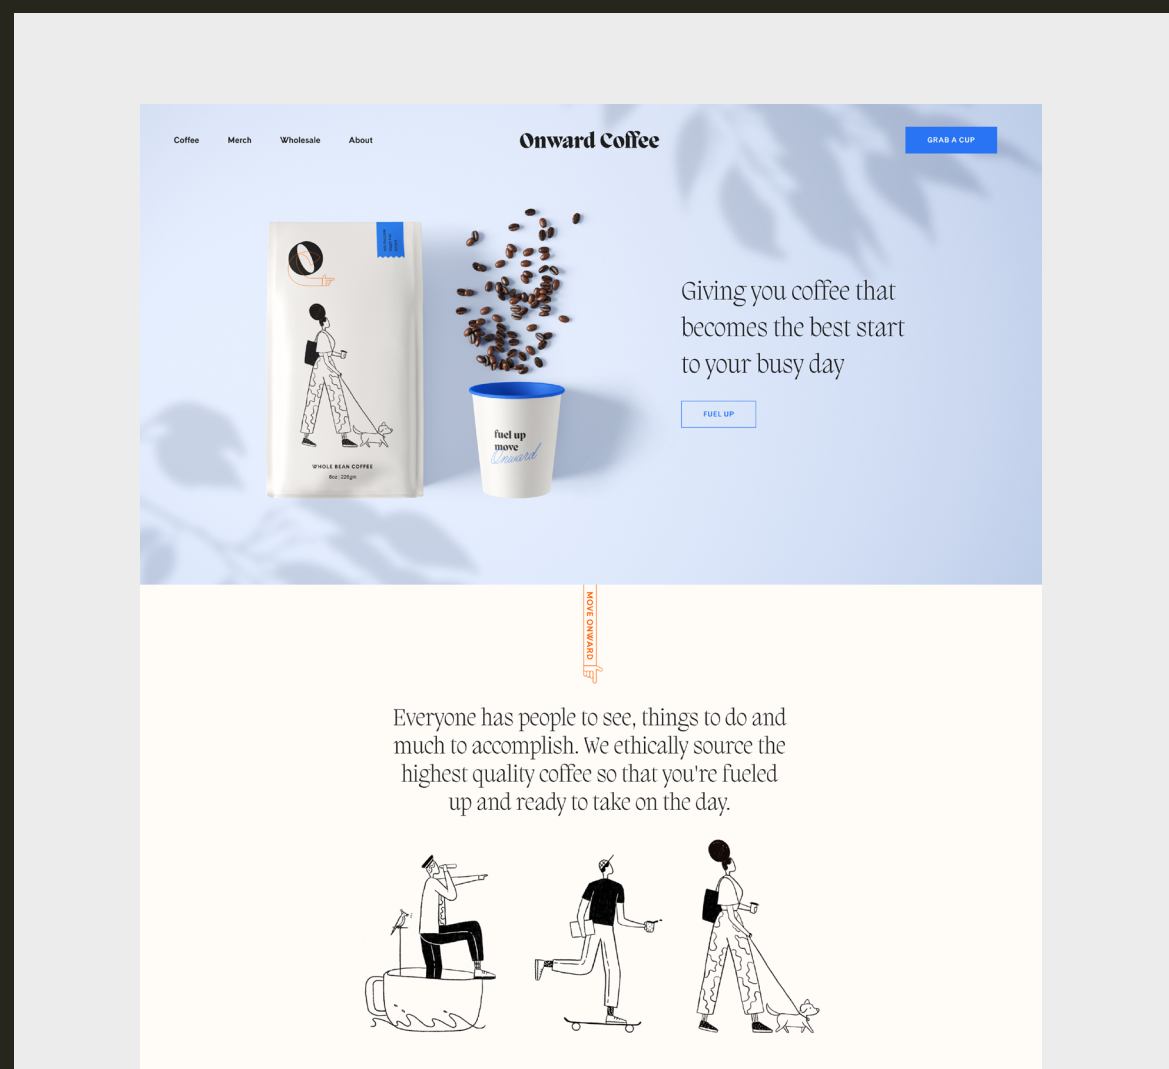 Coffee
Merch
Wholesale
About
Onward Coffee
GRAB A CUP
WHOLE BEAN COFFEE
8oz | 226gm
fuel up
move
Onward
Giving you coffee that
becomes the best start
to your busy day
FUEL UP
MOVE ONWARD
Everyone has people to see, things to do and
much to accomplish. We ethically source the
highest quality coffee so that you're fueled
up and ready to take on the day.